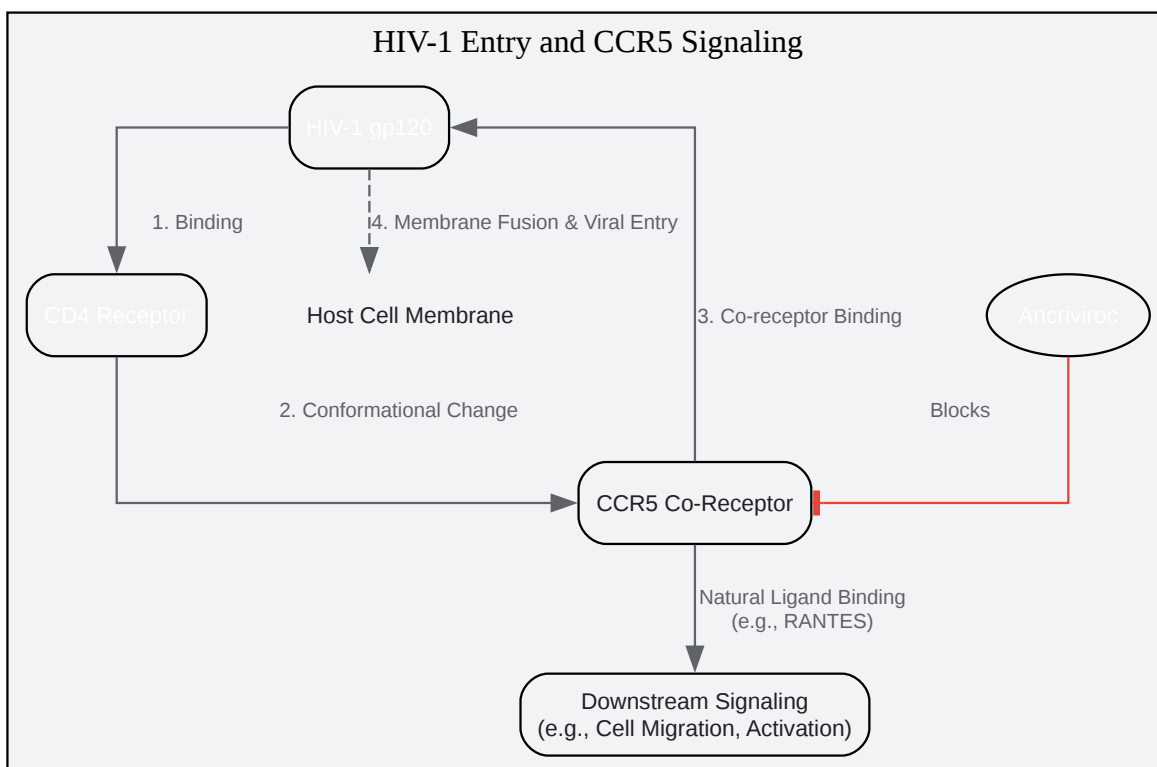 HIV-1 Entry and CCR5 Signaling
HIV-1 gp120
1. Binding
4. Membrane Fusion & Viral Entry
CD4 Receptor
Host Cell Membrane
3. Co-receptor Binding
Ancriviroc
2. Conformational Change
Blocks
CCR5 Co-Receptor
Natural Ligand Binding
(e.g., RANTES)
Downstream Signaling
(e.g., Cell Migration, Activation)